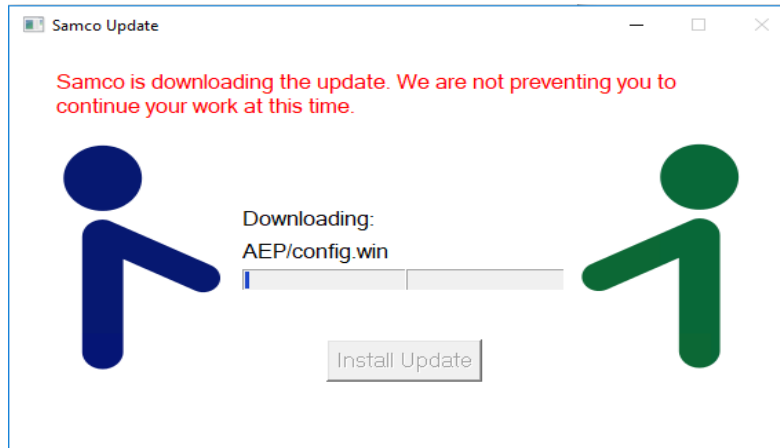 Samco Update
Samco is downloading the update. We are not preventing you to
continue your work at this time.
Downloading:
AEP/config.win
Install Update